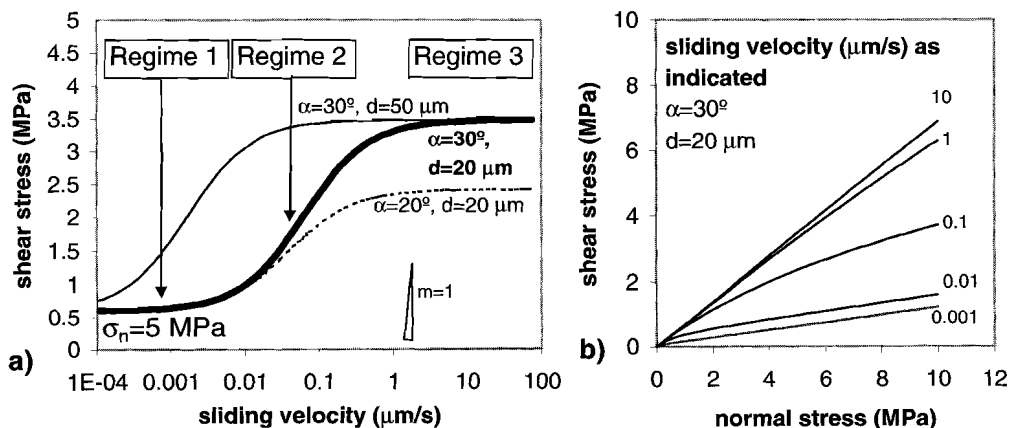 5
4.5
4
3.5
3
2.5
2
1.5
1
0.5
0
shear stress (MPa)
Regime 1
Regime 2
Regime 3
α=30º, d=50 μm
α=30º,
d=20 μm
α=20º, d=20 μm
m=1
σn=5 MPa
a)
1E-04 0.001 0.01 0.1 1 10 100
sliding velocity (μm/s)
10
8
6
4
2
0
shear stress (MPa)
sliding velocity (μm/s) as
indicated
α=30º
d=20 μm
10
1
0.1
0.01
0.001
b)
0 2 4 6 8 10 12
normal stress (MPa)